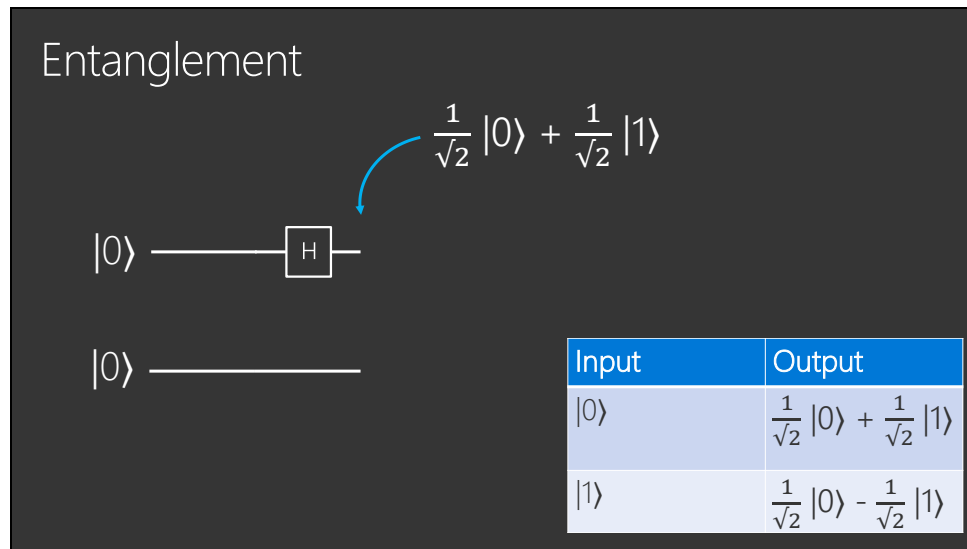 Entanglement
1/√2 |0⟩ + 1/√2 |1⟩
|0⟩ H
|0⟩
Input Output
|0⟩ 1/√2 |0⟩ + 1/√2 |1⟩
|1⟩ 1/√2 |0⟩ - 1/√2 |1⟩